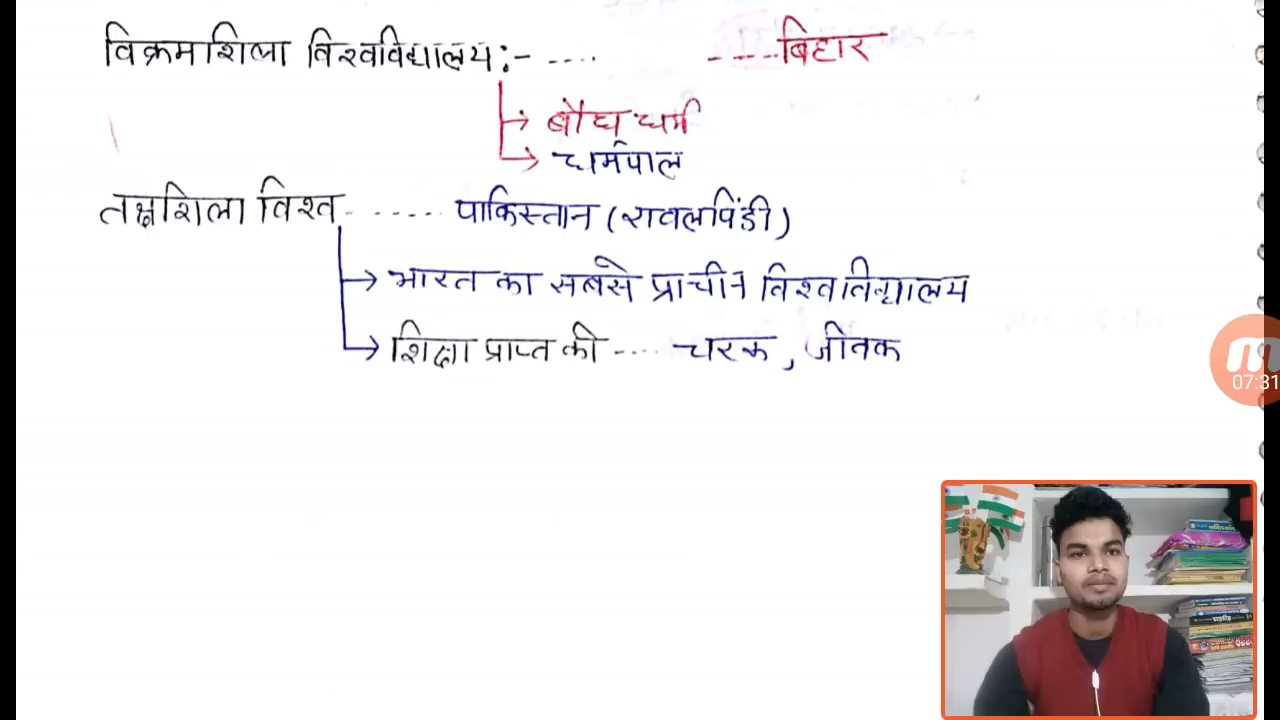 विक्रमशिला विश्वविद्यालय :- .... ----बिहार
→ बौद्य धर्म
→ धर्मपाल
तक्षशिला विश्व ...... पाकिस्तान (रावलपिंडी)
→ भारत का सबसे प्राचीन विश्वविद्यालय
→ शिक्षा प्राप्त की .... चरक , जीवक
07:31